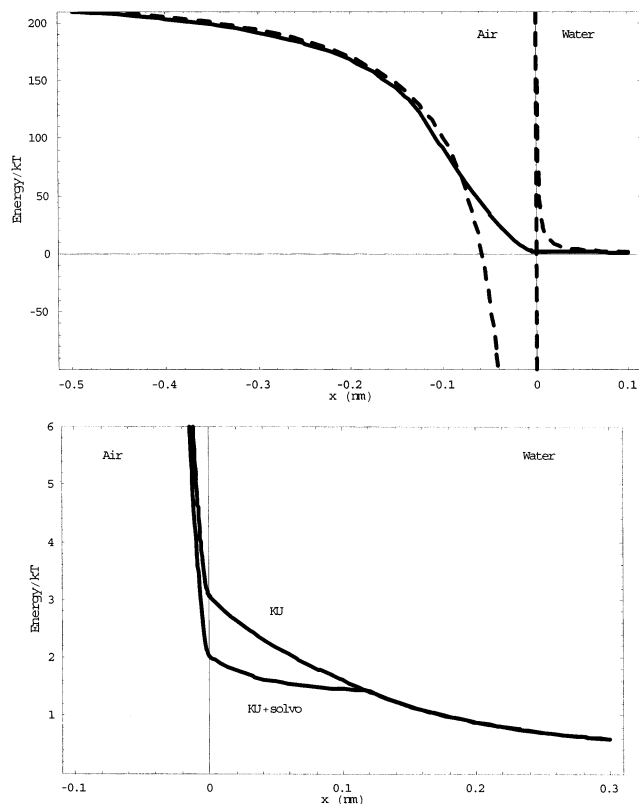 200
150
100
50
0
-50
Energy/kT
Air
Water
-0.5
-0.4
-0.3
-0.2
-0.1
0
0.1
x (nm)
6
5
4
3
2
1
Energy/kT
Air
Water
KU
KU+solvo
-0.1
0
0.1
0.2
0.3
x (nm)